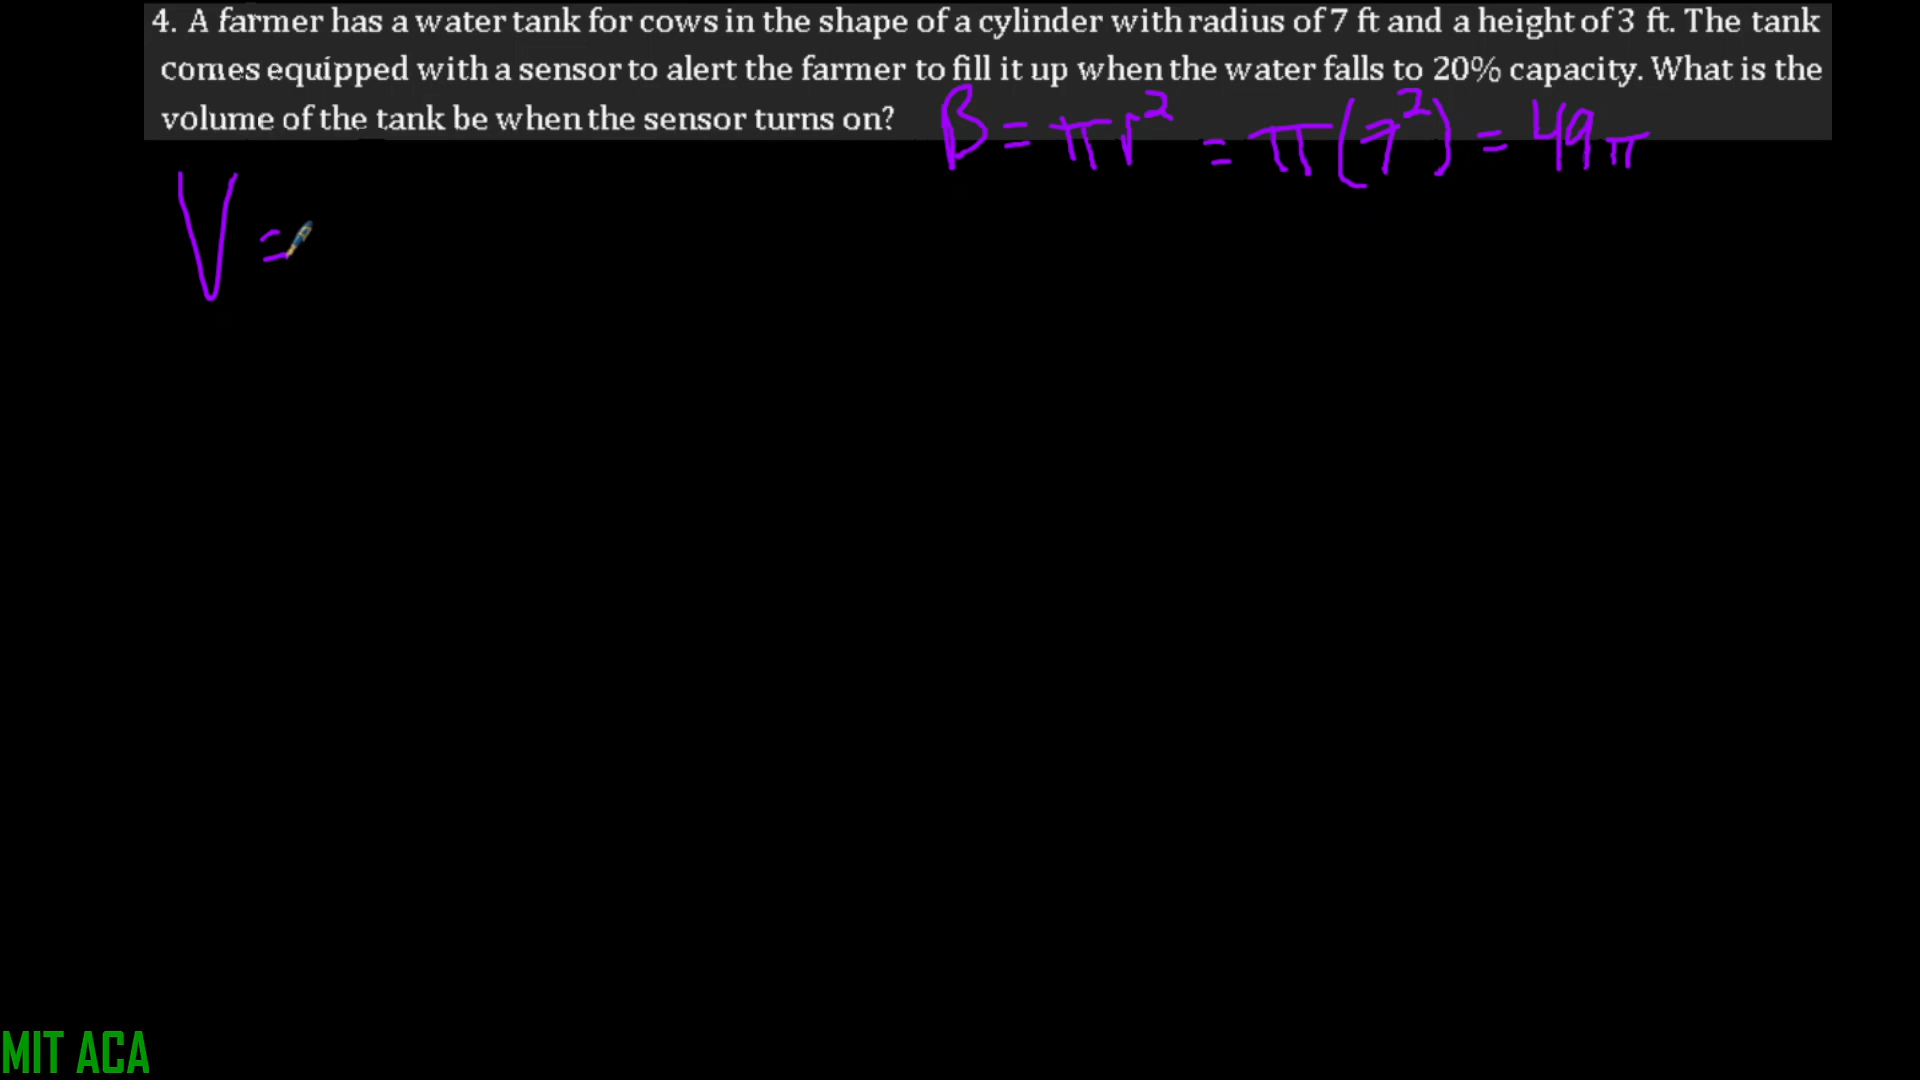 4. A farmer has a water tank for cows in the shape of a cylinder with radius of 7 ft and a height of 3 ft. The tank
comes equipped with a sensor to alert the farmer to fill it up when the water falls to 20% capacity. What is the
volume of the tank be when the sensor turns on?
B = πr² = π(7²) = 49π
V =
MIT ACA